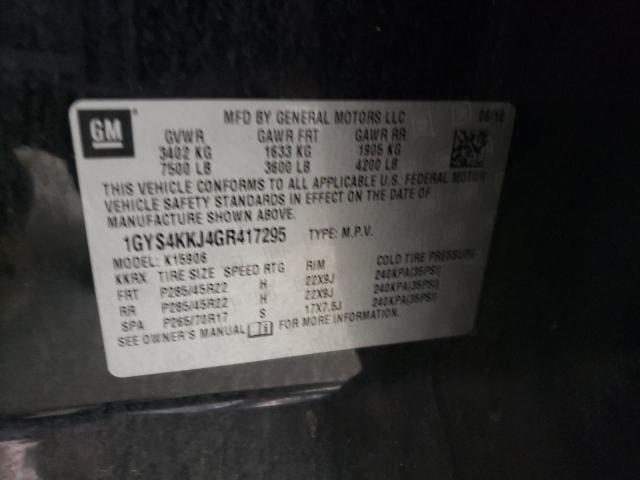 GM
MFD BY GENERAL MOTORS LLC 06/16
GVWR GAWR FRT GAWR RR
3402 KG 1633 KG 1905 KG
7500 LB 3600 LB 4200 LB
THIS VEHICLE CONFORMS TO ALL APPLICABLE U.S. FEDERAL MOTOR
VEHICLE SAFETY STANDARDS IN EFFECT ON THE DATE OF
MANUFACTURE SHOWN ABOVE.
1GYS4KKJ4GR417295 TYPE: M.P.V.
MODEL: K15906
KKRX TIRE SIZE SPEED RTG RIM COLD TIRE PRESSURE
FRT P285/45R22 H 22X9J 240KPA(35PSI)
RR P285/45R22 H 22X9J 240KPA(35PSI)
SPA P265/70R17 S 17X7.5J 240KPA(35PSI)
SEE OWNER'S MANUAL i FOR MORE INFORMATION.